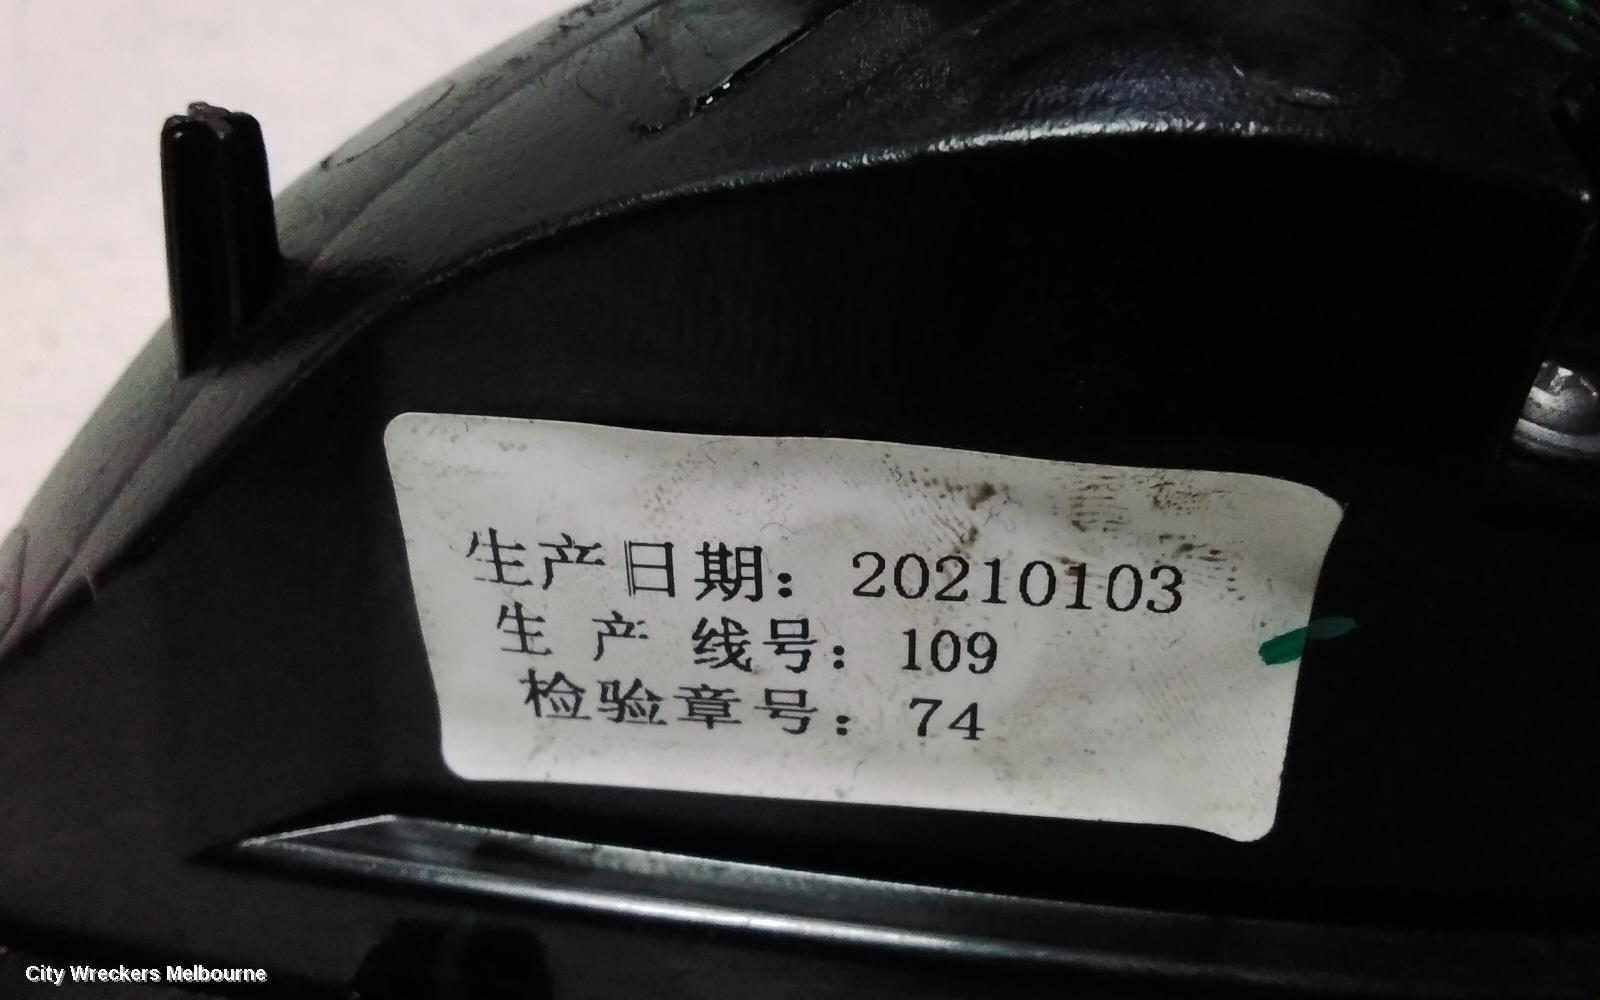 生产日期：20210103
生产线号：109
检验章号：74
City Wreckers Melbourne